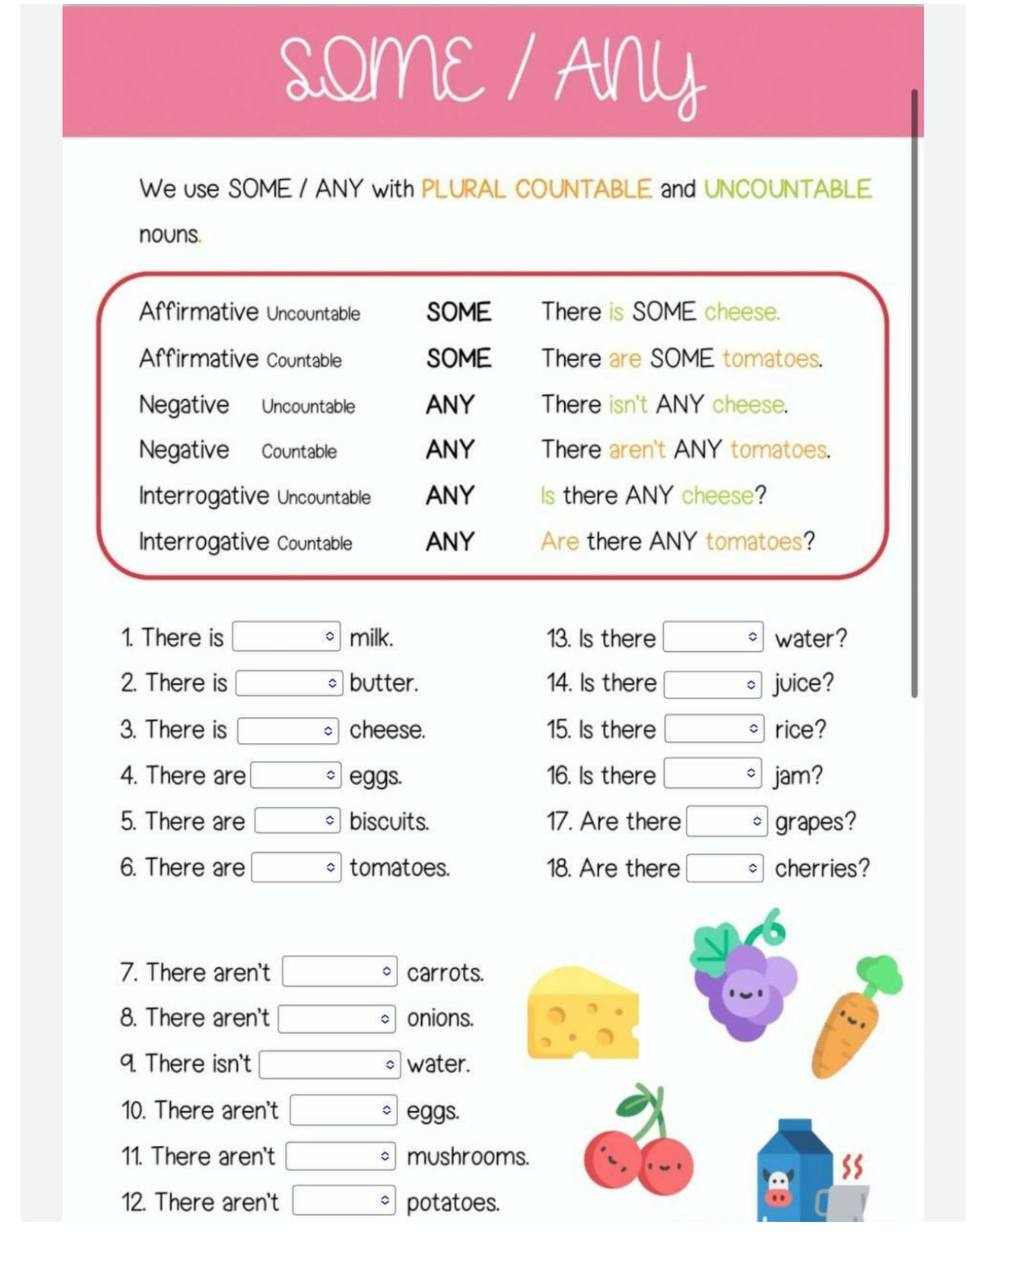 SOME / ANY
We use SOME / ANY with PLURAL COUNTABLE and UNCOUNTABLE
nouns.
Affirmative Uncountable SOME There is SOME cheese.
Affirmative Countable SOME There are SOME tomatoes.
Negative Uncountable ANY There isn't ANY cheese.
Negative Countable ANY There aren't ANY tomatoes.
Interrogative Uncountable ANY Is there ANY cheese?
Interrogative Countable ANY Are there ANY tomatoes?
1. There is milk.
2. There is butter.
3. There is cheese.
4. There are eggs.
5. There are biscuits.
6. There are tomatoes.
7. There aren't carrots.
8. There aren't onions.
9. There isn't water.
10. There aren't eggs.
11. There aren't mushrooms.
12. There aren't potatoes.
13. Is there water?
14. Is there juice?
15. Is there rice?
16. Is there jam?
17. Are there grapes?
18. Are there cherries?